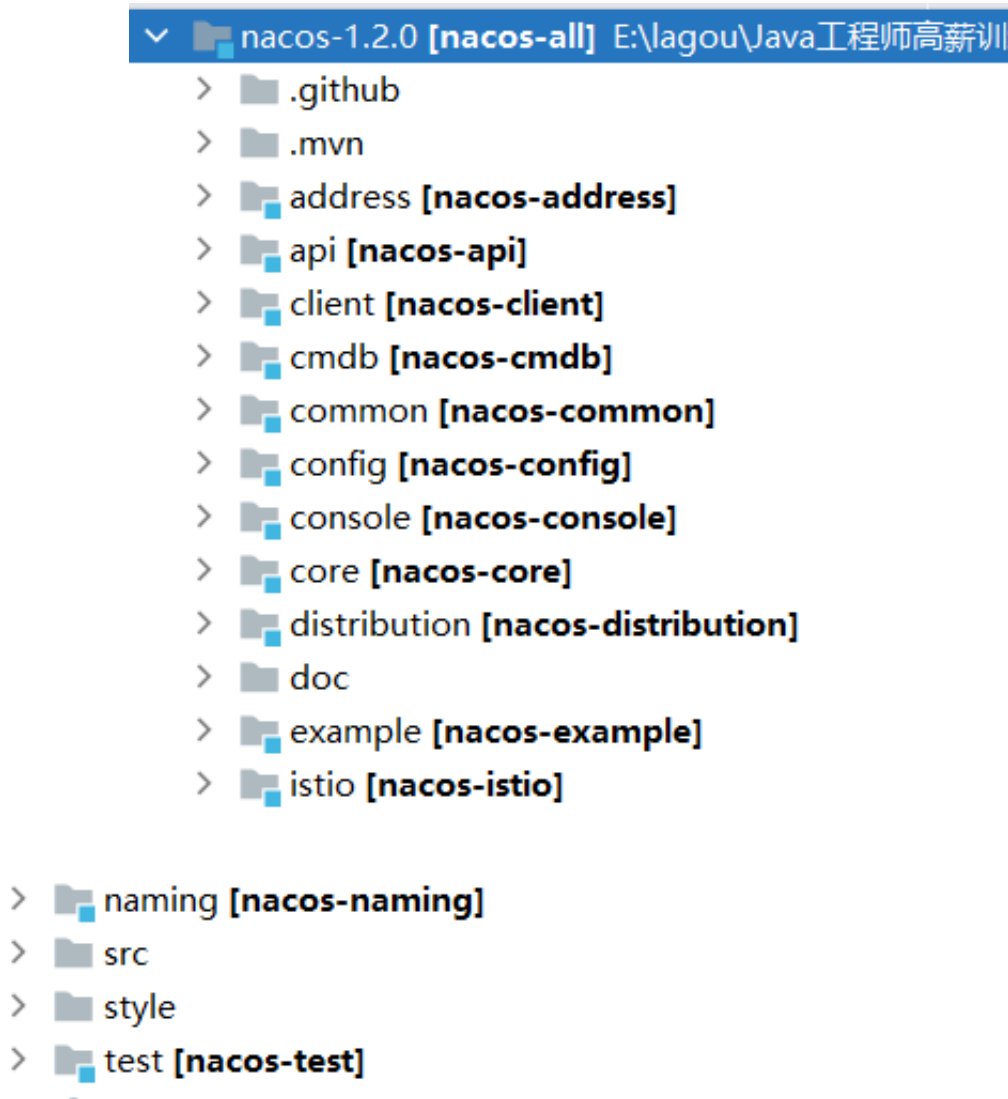 nacos-1.2.0 [nacos-all] E:\lagou\Java工程师高薪训
.github
.mvn
address [nacos-address]
api [nacos-api]
client [nacos-client]
cmdb [nacos-cmdb]
common [nacos-common]
config [nacos-config]
console [nacos-console]
core [nacos-core]
distribution [nacos-distribution]
doc
example [nacos-example]
istio [nacos-istio]
naming [nacos-naming]
src
style
test [nacos-test]